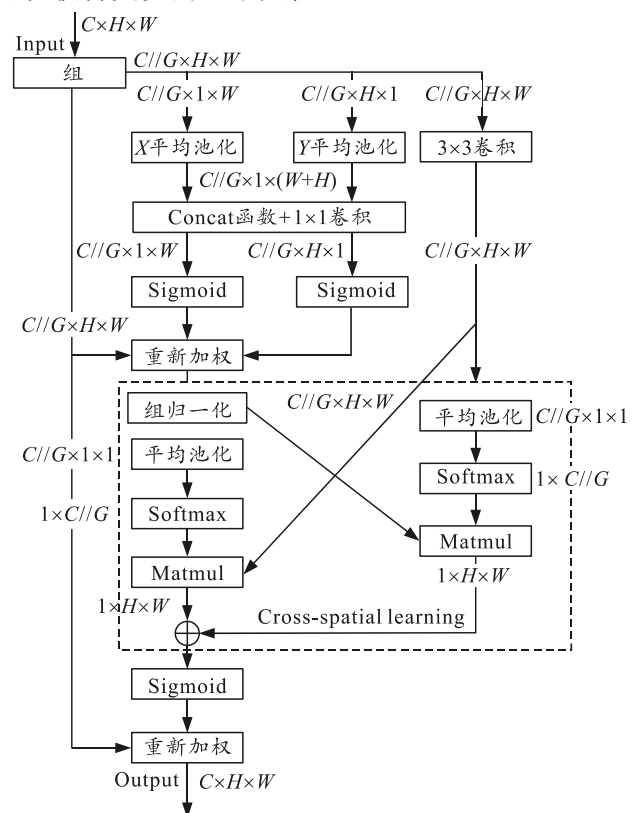 C×H×W
Input
组
C//G×H×W
C//G×1×W
C//G×H×1
C//G×H×W
X平均池化
Y平均池化
3×3卷积
C//G×1×(W+H)
Concat函数+1×1卷积
C//G×1×W
C//G×H×1
C//G×H×W
Sigmoid
Sigmoid
C//G×H×W
重新加权
组归一化
C//G×H×W
平均池化
C//G×1×1
C//G×1×1
平均池化
Softmax
1× C//G
1×C//G
Softmax
Matmul
Matmul
1×H×W
1×H×W
Cross-spatial learning
Sigmoid
重新加权
Output
C×H×W